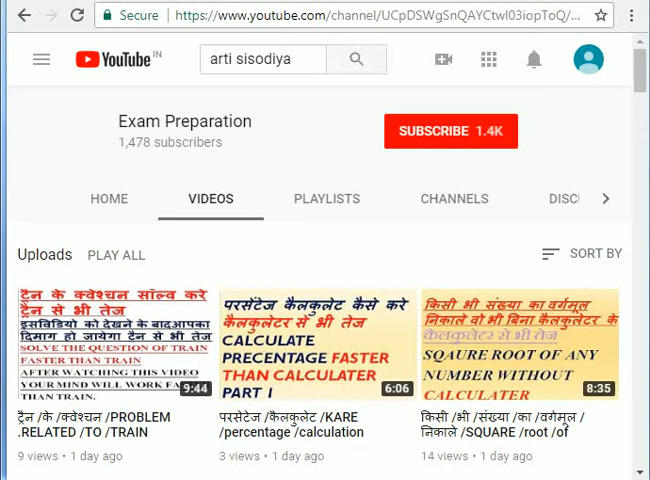 Secure
https://www.youtube.com/channel/UCpDSWgSnQAYCtwl03iopToQ/...
YouTube IN
arti sisodiya
Exam Preparation
1,478 subscribers
SUBSCRIBE 1.4K
HOME
VIDEOS
PLAYLISTS
CHANNELS
DISCU
Uploads
PLAY ALL
SORT BY
ट्रैन के क्वेश्चन सॉल्व करे
ट्रैन से भी तेज
इसविडियो को देखने के बादआपका
दिमाग हो जायेगा टैन से भी तेज
SOLVE THE QUESTION OF TRAIN
FASTER THAN TRAIN
AFTER WATCHING THIS VIDEO
YOUR MIND WILL WORK FA
THAN TRAIN.
9:44
ट्रैन /के /क्वेश्चन /PROBLEM
.RELATED /TO /TRAIN
9 views • 1 day ago
परसेंटेज कैलकुलेट कैसे करे
कैलकुलेटर से भी तेज
CALCULATE
PRECENTAGE FASTER
THAN CALCULATER
PART I
6:06
परसेंटेज /कैलकुलेट /KARE
/percentage /calculation
3 views • 1 day ago
किसी भी संख्या का वर्गमूल
निकाले वो भी बिना कैलकुलेटर के
कैलकुलेटर से भी तेज
SQAURE ROOT OF ANY
NUMBER WITHOUT
CALCULATER
8:35
किसी /भी /संख्या /का /वर्गमूल /
निकाले /SQUARE /root /of
14 views • 1 day ago